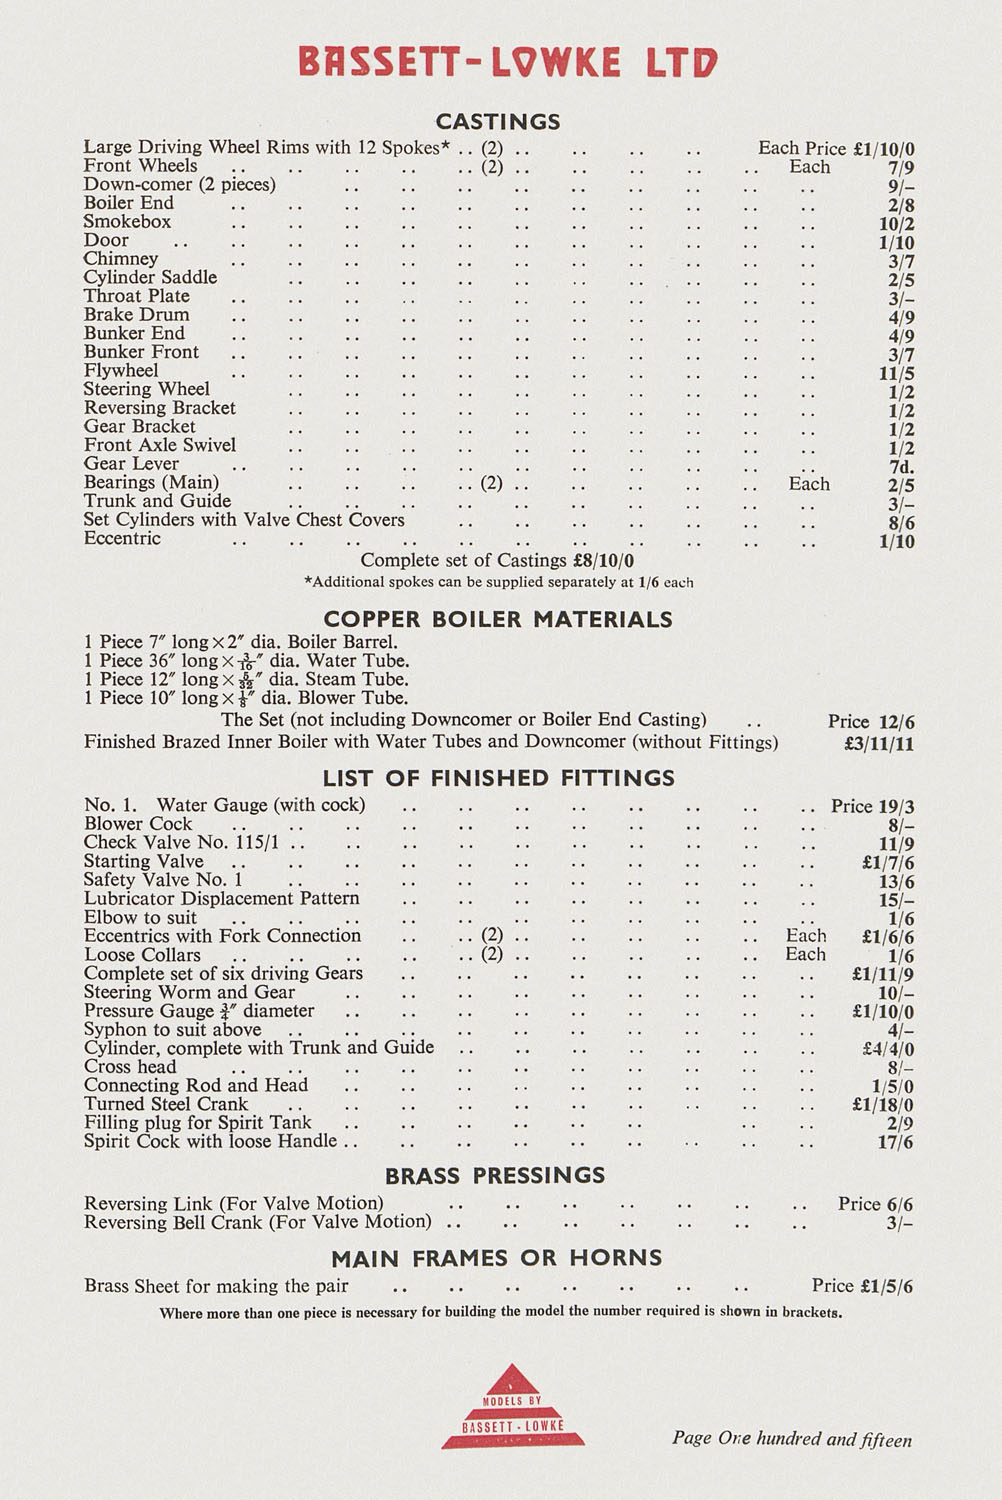 BASSETT-LOWKE LTD
CASTINGS
Large Driving Wheel Rims with 12 Spokes* .. (2) .. .. .. .. Each Price £1/10/0
Front Wheels .. .. .. .. .. (2) .. .. .. .. .. Each 7/9
Down-comer (2 pieces) .. .. .. .. .. .. .. .. .. 9/–
Boiler End .. .. .. .. .. .. .. .. .. .. .. 2/8
Smokebox .. .. .. .. .. .. .. .. .. .. .. 10/2
Door .. .. .. .. .. .. .. .. .. .. .. .. 1/10
Chimney .. .. .. .. .. .. .. .. .. .. .. 3/7
Cylinder Saddle .. .. .. .. .. .. .. .. .. .. 2/5
Throat Plate .. .. .. .. .. .. .. .. .. .. .. 3/–
Brake Drum .. .. .. .. .. .. .. .. .. .. .. 4/9
Bunker End .. .. .. .. .. .. .. .. .. .. .. 4/9
Bunker Front .. .. .. .. .. .. .. .. .. .. .. 3/7
Flywheel .. .. .. .. .. .. .. .. .. .. .. 11/5
Steering Wheel .. .. .. .. .. .. .. .. .. .. 1/2
Reversing Bracket .. .. .. .. .. .. .. .. .. .. 1/2
Gear Bracket .. .. .. .. .. .. .. .. .. .. 1/2
Front Axle Swivel .. .. .. .. .. .. .. .. .. .. 1/2
Gear Lever .. .. .. .. .. .. .. .. .. .. .. 7d.
Bearings (Main) .. .. .. .. (2) .. .. .. .. .. Each 2/5
Trunk and Guide .. .. .. .. .. .. .. .. .. .. 3/–
Set Cylinders with Valve Chest Covers .. .. .. .. .. .. .. 8/6
Eccentric .. .. .. .. .. .. .. .. .. .. .. 1/10
Complete set of Castings £8/10/0
*Additional spokes can be supplied separately at 1/6 each
COPPER BOILER MATERIALS
1 Piece 7″ long × 2″ dia. Boiler Barrel.
1 Piece 36″ long × 3/16″ dia. Water Tube.
1 Piece 12″ long × 5/32″ dia. Steam Tube.
1 Piece 10″ long × 1/8″ dia. Blower Tube.
The Set (not including Downcomer or Boiler End Casting) .. Price 12/6
Finished Brazed Inner Boiler with Water Tubes and Downcomer (without Fittings) £3/11/11
LIST OF FINISHED FITTINGS
No. 1. Water Gauge (with cock) .. .. .. .. .. .. .. .. Price 19/3
Blower Cock .. .. .. .. .. .. .. .. .. .. .. 8/–
Check Valve No. 115/1 .. .. .. .. .. .. .. .. .. .. 11/9
Starting Valve .. .. .. .. .. .. .. .. .. .. .. £1/7/6
Safety Valve No. 1 .. .. .. .. .. .. .. .. .. .. 13/6
Lubricator Displacement Pattern .. .. .. .. .. .. .. .. 15/–
Elbow to suit .. .. .. .. .. .. .. .. .. .. .. 1/6
Eccentrics with Fork Connection .. .. (2) .. .. .. .. .. Each £1/6/6
Loose Collars .. .. .. .. .. (2) .. .. .. .. .. Each 1/6
Complete set of six driving Gears .. .. .. .. .. .. .. .. £1/11/9
Steering Worm and Gear .. .. .. .. .. .. .. .. .. 10/–
Pressure Gauge ¾″ diameter .. .. .. .. .. .. .. .. .. £1/10/0
Syphon to suit above .. .. .. .. .. .. .. .. .. .. 4/–
Cylinder, complete with Trunk and Guide .. .. .. .. .. .. .. £4/4/0
Cross head .. .. .. .. .. .. .. .. .. .. .. 8/–
Connecting Rod and Head .. .. .. .. .. .. .. .. .. 1/5/0
Turned Steel Crank .. .. .. .. .. .. .. .. .. .. £1/18/0
Filling plug for Spirit Tank .. .. .. .. .. .. .. .. 2/9
Spirit Cock with loose Handle .. .. .. .. .. .. .. .. .. 17/6
BRASS PRESSINGS
Reversing Link (For Valve Motion) .. .. .. .. .. .. .. Price 6/6
Reversing Bell Crank (For Valve Motion) .. .. .. .. .. .. .. 3/–
MAIN FRAMES OR HORNS
Brass Sheet for making the pair .. .. .. .. .. .. .. Price £1/5/6
Where more than one piece is necessary for building the model the number required is shown in brackets.
MODELS BY
BASSETT-LOWKE
Page One hundred and fifteen